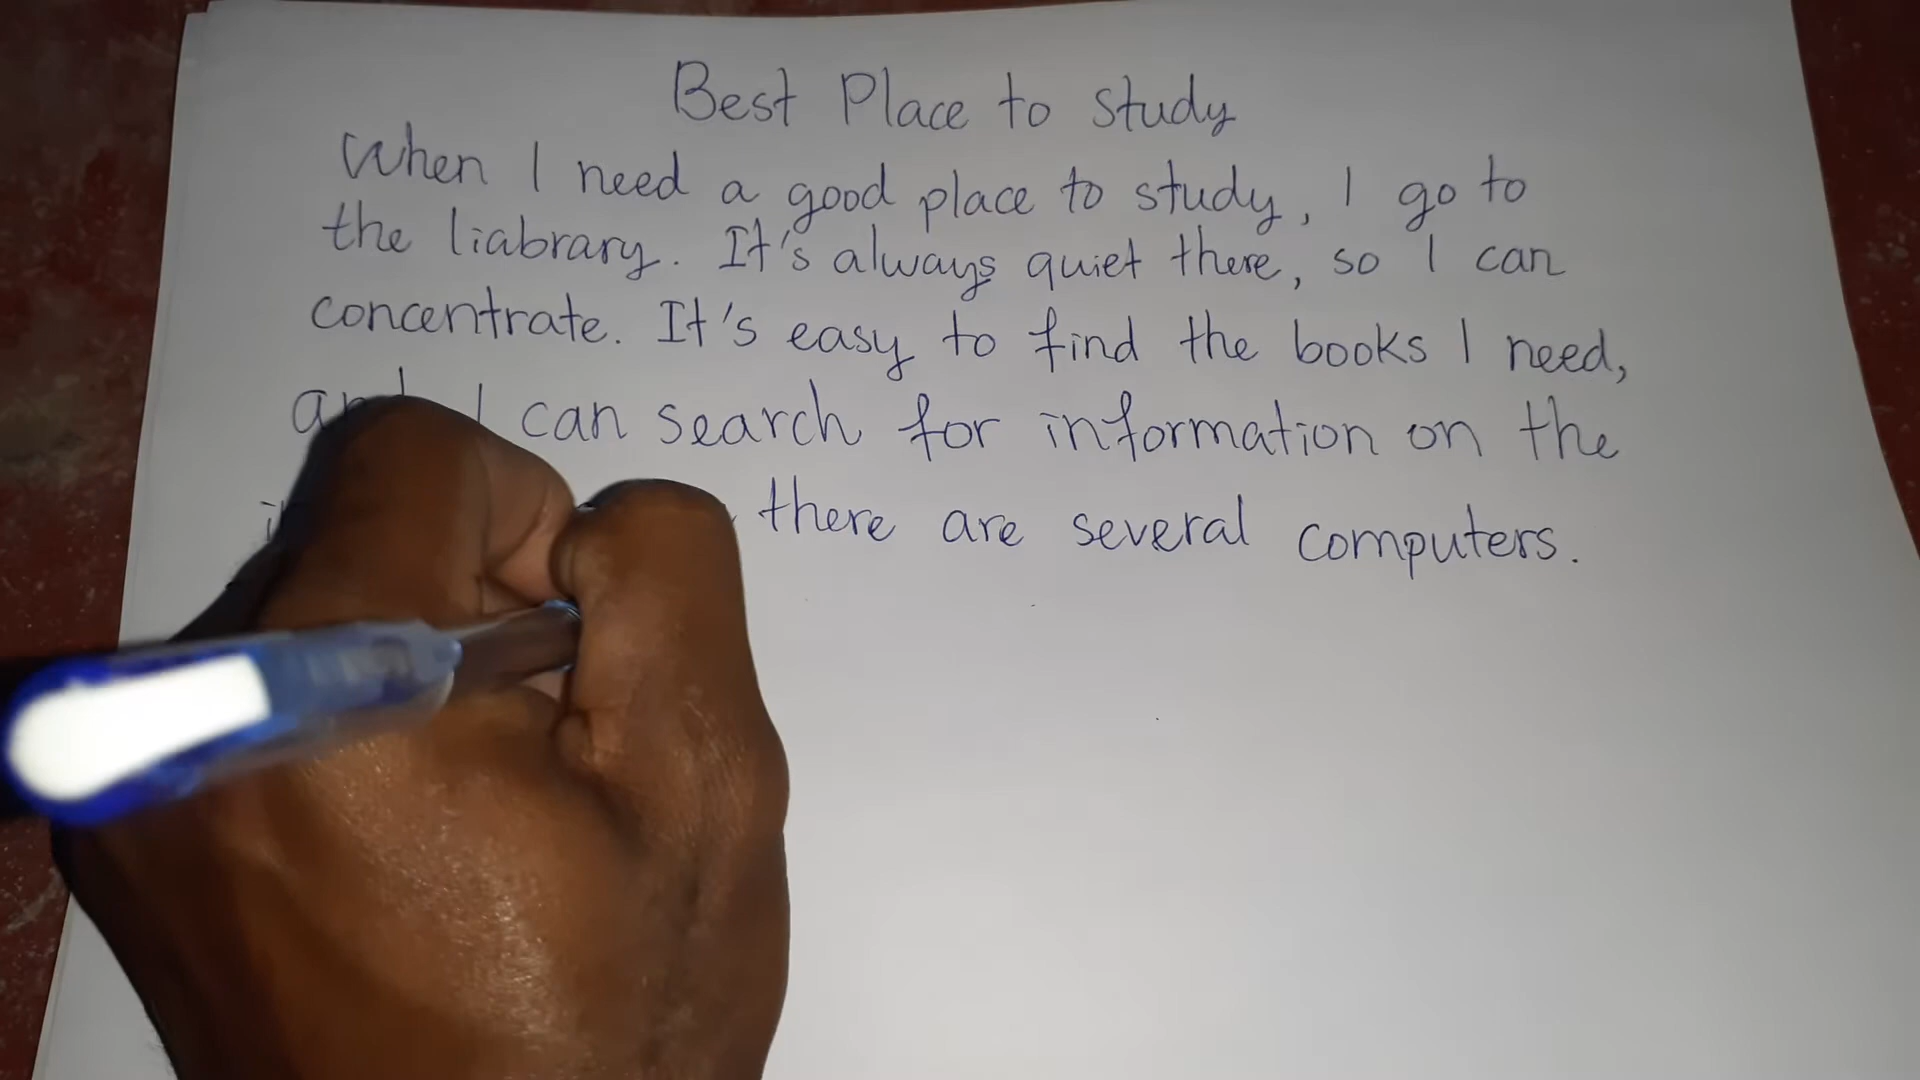 Best Place to study
When I need a good place to study, I go to
the liabrary. It's always quiet there, so I can
concentrate. It's easy to find the books I need,
and I can search for information on the
there are several computers.